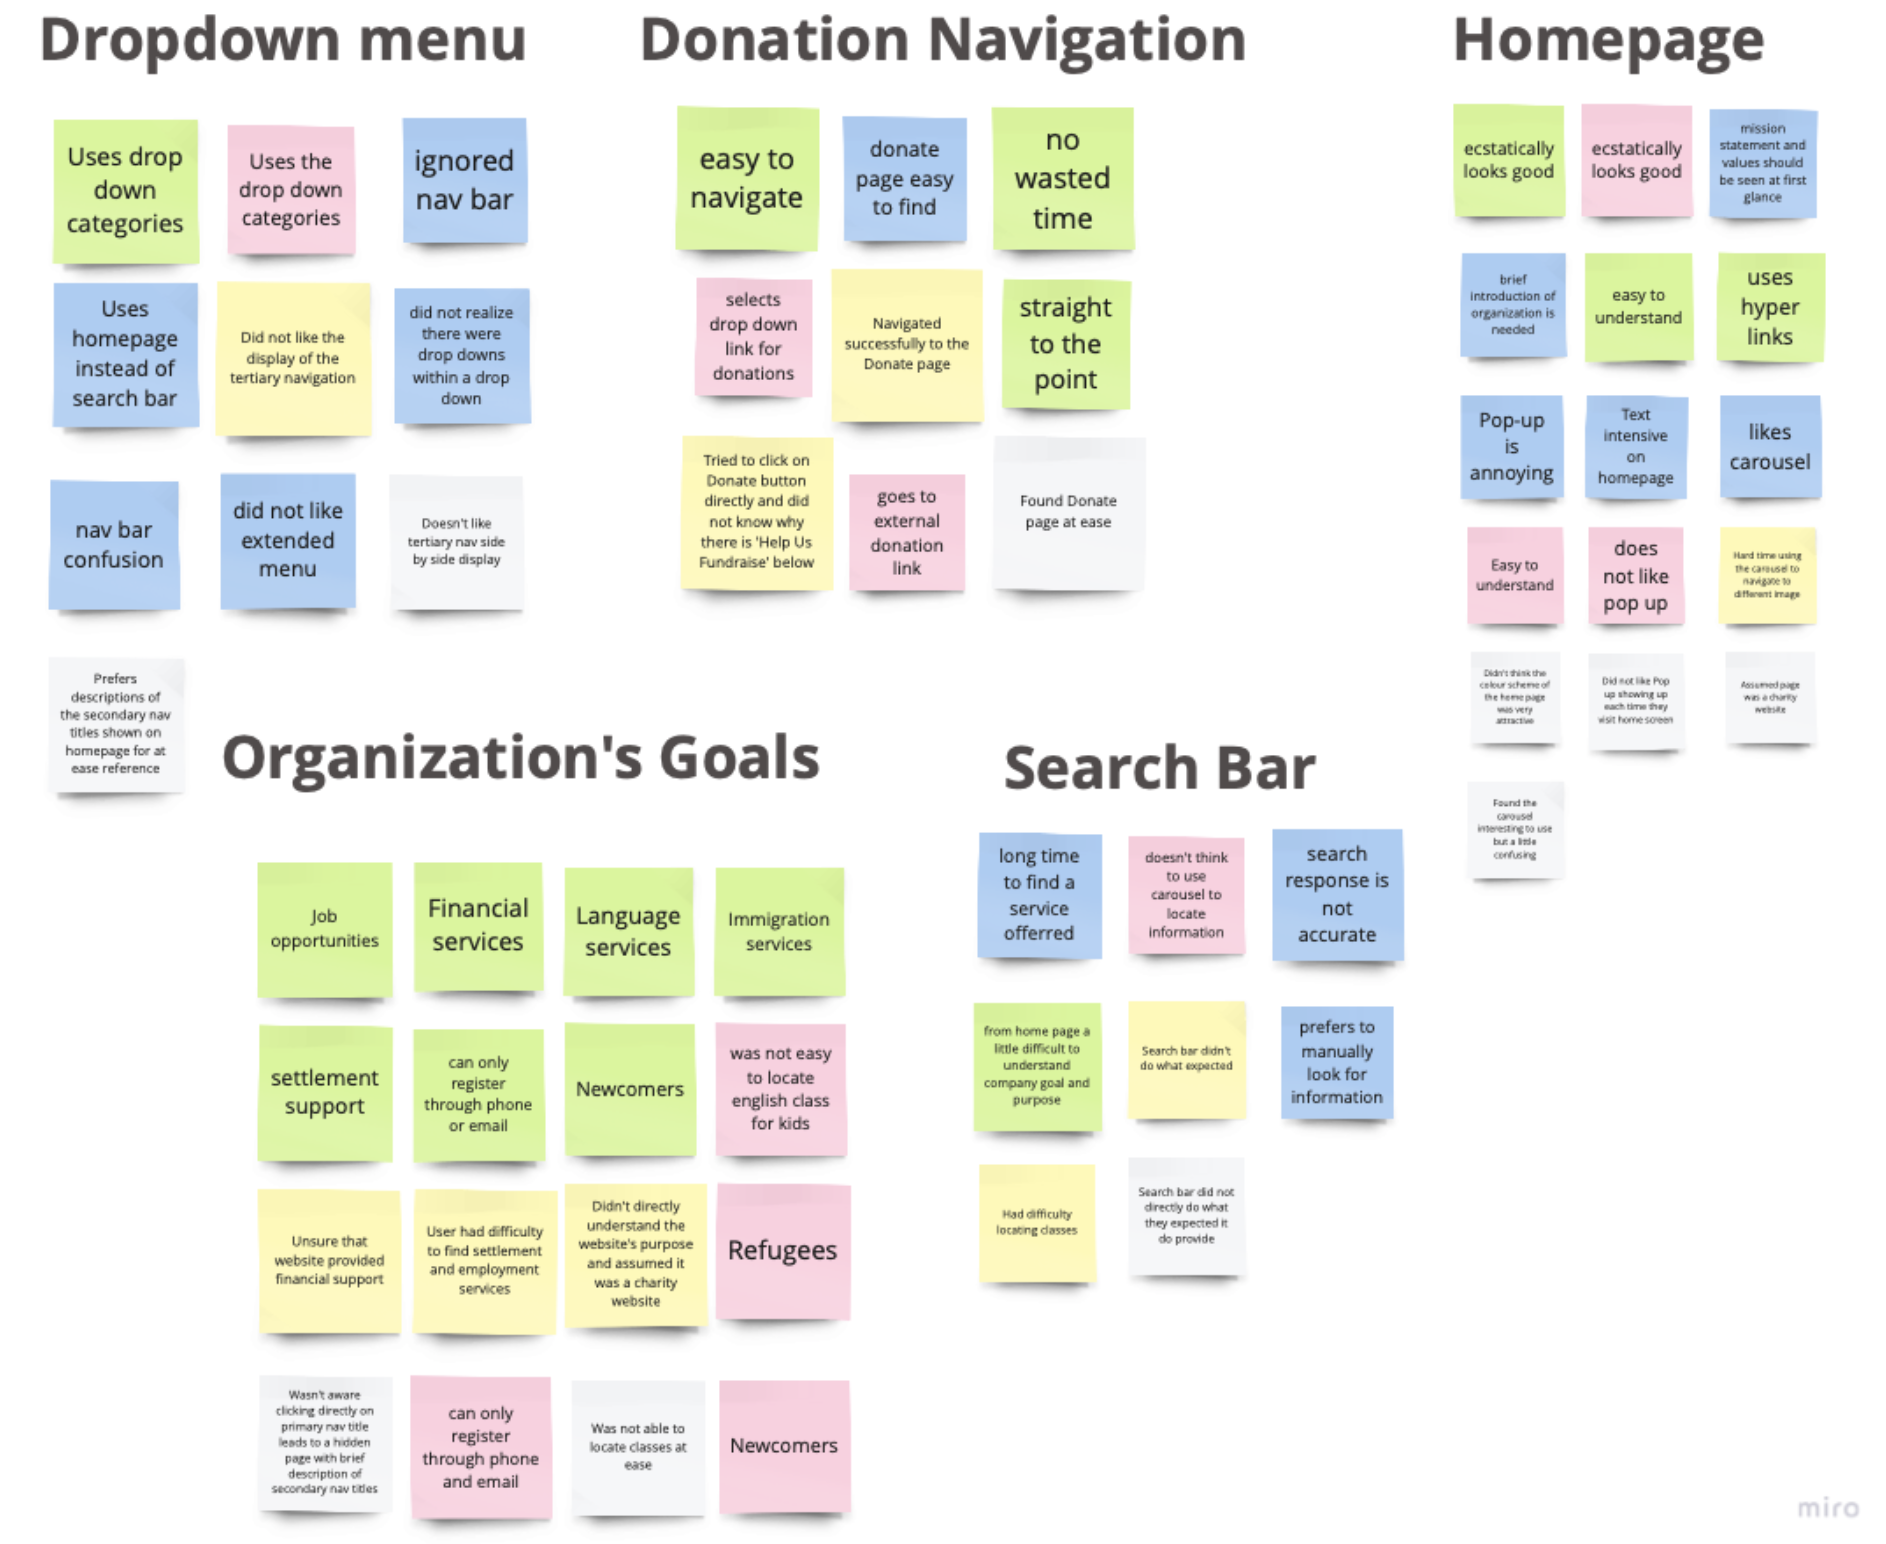 Dropdown menu
Uses drop
down
categories
Uses the
drop down
categories
ignored
nav bar
Uses
homepage
instead of
search bar
Did not like the
display of the
tertiary navigation
did not realize
there were
drop downs
within a drop
down
nav bar
confusion
did not like
extended
menu
Doesn't like
tertiary nav side
by side display
Prefers
descriptions of
the secondary nav
titles shown on
homepage for at
ease reference
Donation Navigation
easy to
navigate
donate
page easy
to find
no
wasted
time
selects
drop down
link for
donations
Navigated
successfully to the
Donate page
straight
to the
point
Tried to click on
Donate button
directly and did
not know why
there is 'Help Us
Fundraise' below
goes to
external
donation
link
Found Donate
page at ease
Homepage
ecstatically
looks good
ecstatically
looks good
mission
statement and
values should
be seen at first
glance
brief
introduction of
organization is
needed
easy to
understand
uses
hyper
links
Pop-up
is
annoying
Text
intensive
on
homepage
likes
carousel
Easy to
understand
does
not like
pop up
Hard time using
the carousel to
navigate to
different image
Didn't think the
colour scheme of
the home page
was very
attractive
Did not like Pop
up showing up
each time they
visit home screen
Assumed page
was a charity
website
Found the
carousel
interesting to use
but a little
confusing
Organization's Goals
Job
opportunities
Financial
services
Language
services
Immigration
services
settlement
support
can only
register
through phone
or email
Newcomers
was not easy
to locate
english class
for kids
Unsure that
website provided
financial support
User had difficulty
to find settlement
and employment
services
Didn't directly
understand the
website's purpose
and assumed it
was a charity
website
Refugees
Wasn't aware
clicking directly on
primary nav title
leads to a hidden
page with brief
description of
secondary nav titles
can only
register
through phone
and email
Was not able to
locate classes at
ease
Newcomers
Search Bar
long time
to find a
service
offerred
doesn't think
to use
carousel to
locate
information
search
response is
not
accurate
from home page a
little difficult to
understand
company goal and
purpose
Search bar didn't
do what expected
prefers to
manually
look for
information
Had difficulty
locating classes
Search bar did not
directly do what
they expected it
do provide
miro